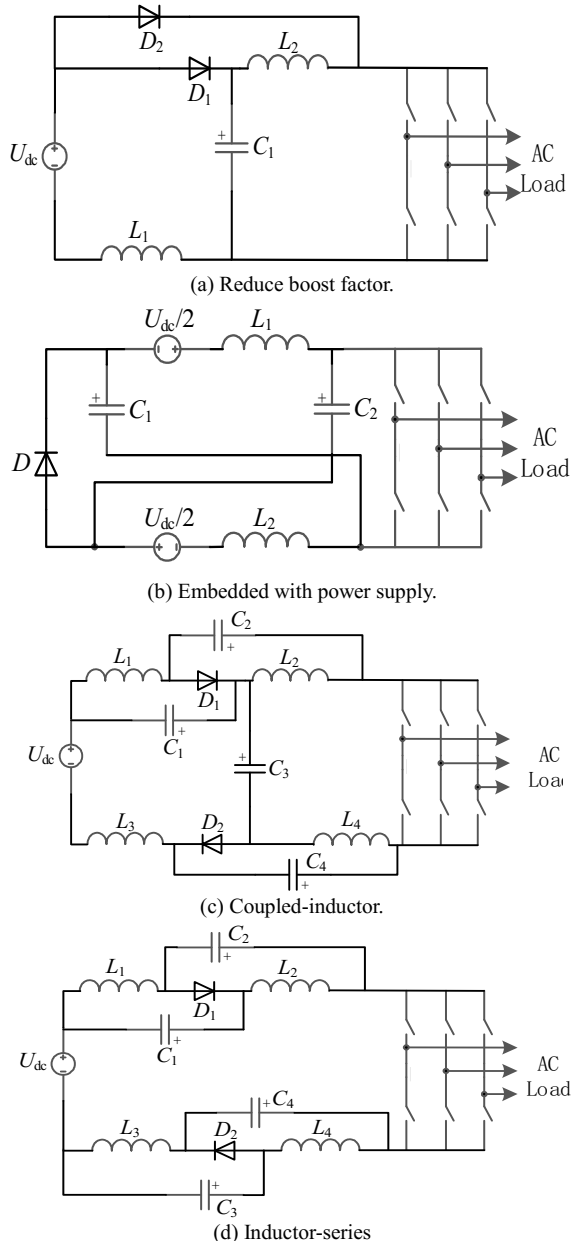 D2
L2
D1
+
Udc
C1
L1
AC
Load
(a) Reduce boost factor.
Udc/2
L1
+
C1
+
C2
D
AC
Load
Udc/2
L2
(b) Embedded with power supply.
C2
+
L1
L2
D1
C1
+
Udc
+
C3
AC
Load
L3
D2
L4
C4
+
(c) Coupled-inductor.
C2
+
L1
L2
D1
C1
+
Udc
AC
Load
+
C4
L3
D2
L4
+
C3
(d) Inductor-series